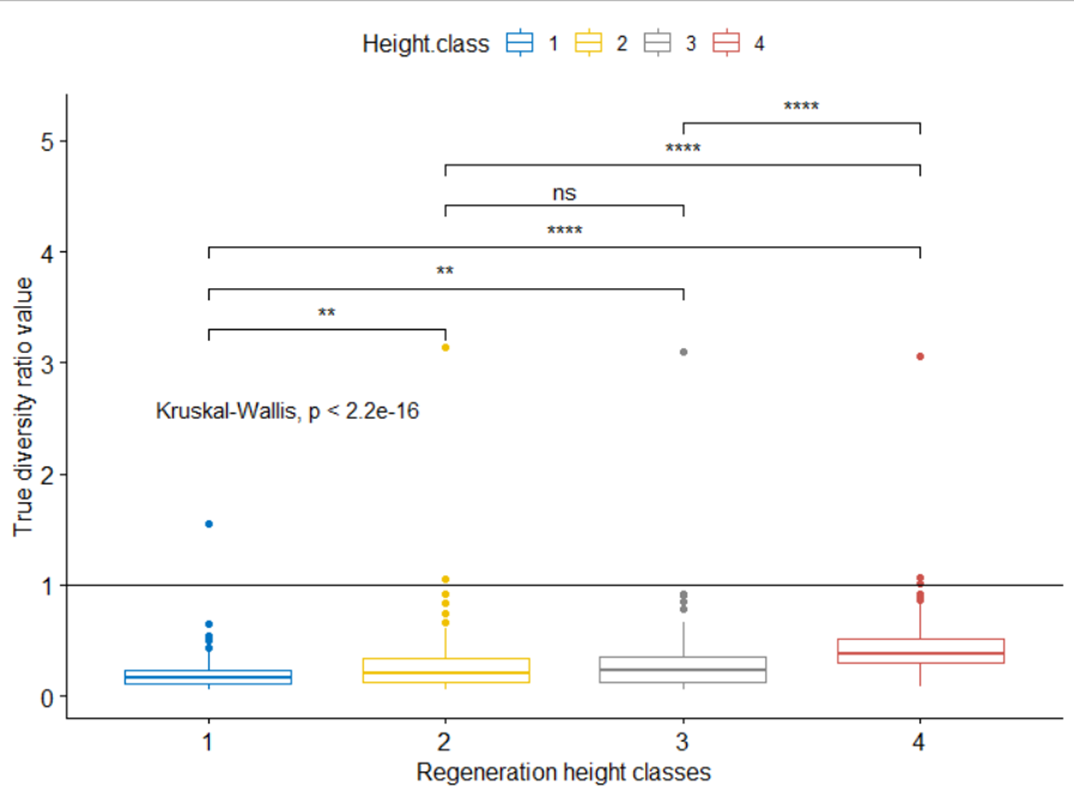 Height.class 1 2 3 4
****
****
ns
****
**
**
Kruskal-Wallis, p < 2.2e-16
True diversity ratio value
5
4
3
2
1
0
1 2 3 4
Regeneration height classes